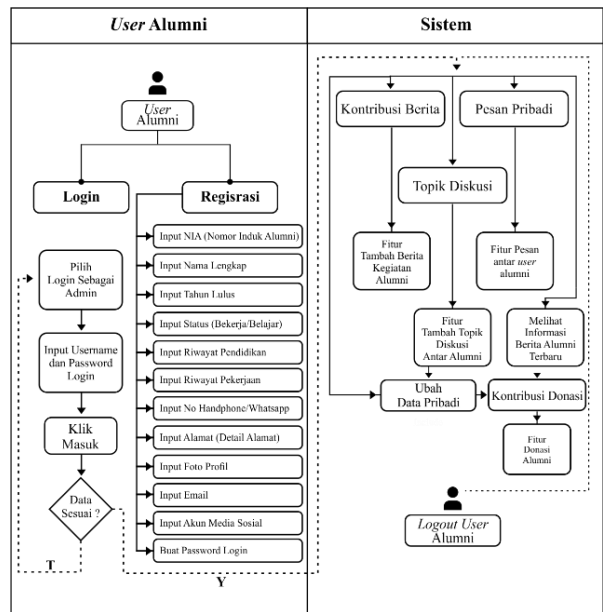 User Alumni
Sistem
User
Alumni
Login
Regisrasi
Pilih
Login Sebagai
Admin
Input Username
dan Password
Login
Klik
Masuk
Data
Sesuai ?
T
Y
Input NIA (Nomor Induk Alumni)
Input Nama Lengkap
Input Tahun Lulus
Input Status (Bekerja/Belajar)
Input Riwayat Pendidikan
Input Riwayat Pekerjaan
Input No Handphone/Whatsapp
Input Alamat (Detail Alamat)
Input Foto Profil
Input Email
Input Akun Media Sosial
Buat Password Login
Kontribusi Berita
Pesan Pribadi
Topik Diskusi
Fitur
Tambah Berita
Kegiatan
Alumni
Fitur Pesan
antar user
alumni
Fitur
Tambah Topik
Diskusi
Antar Alumni
Melihat
Informasi
Berita Alumni
Terbaru
Ubah
Data Pribadi
Kontribusi Donasi
Fitur
Donasi
Alumni
Logout User
Alumni